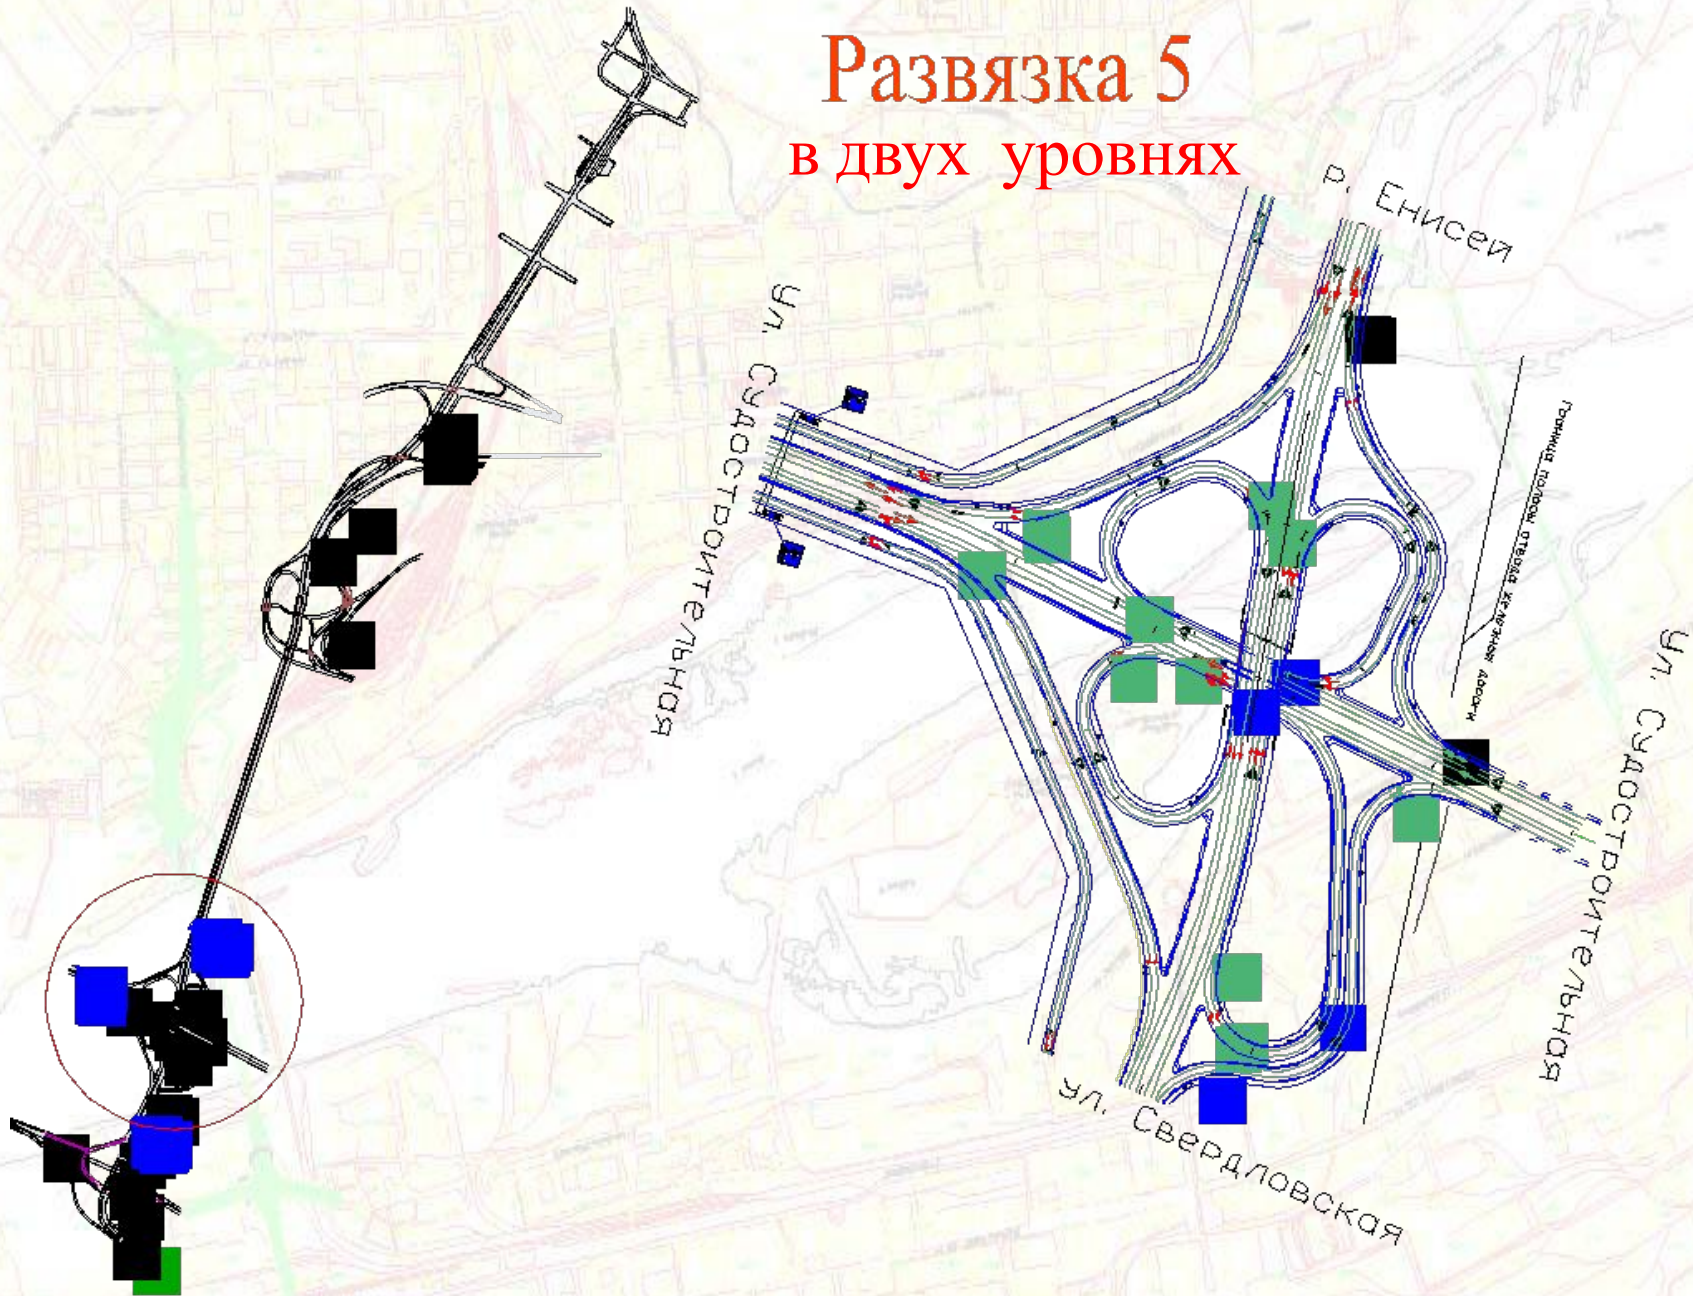 Развязка 5
в двух уровнях
р. Енисей
ул. Судостроительная
Граница полосы отвода железной дороги
ул. Судостроительная
ул. Свердловская